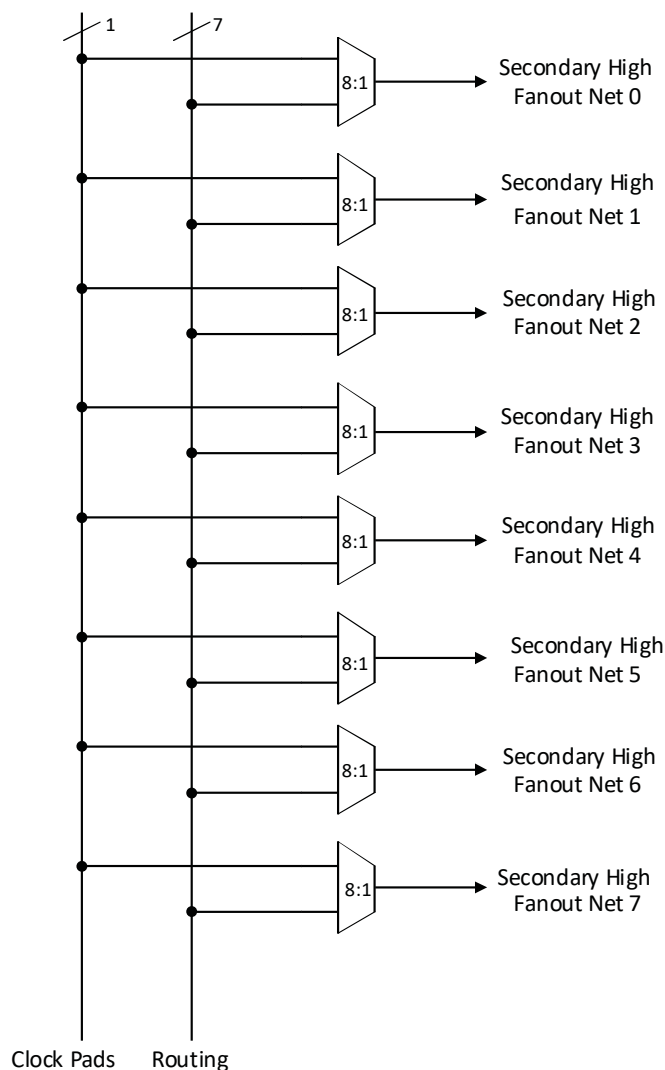 1
7
8:1
Secondary High
Fanout Net 0
8:1
Secondary High
Fanout Net 1
8:1
Secondary High
Fanout Net 2
8:1
Secondary High
Fanout Net 3
8:1
Secondary High
Fanout Net 4
8:1
Secondary High
Fanout Net 5
8:1
Secondary High
Fanout Net 6
8:1
Secondary High
Fanout Net 7
Clock Pads
Routing